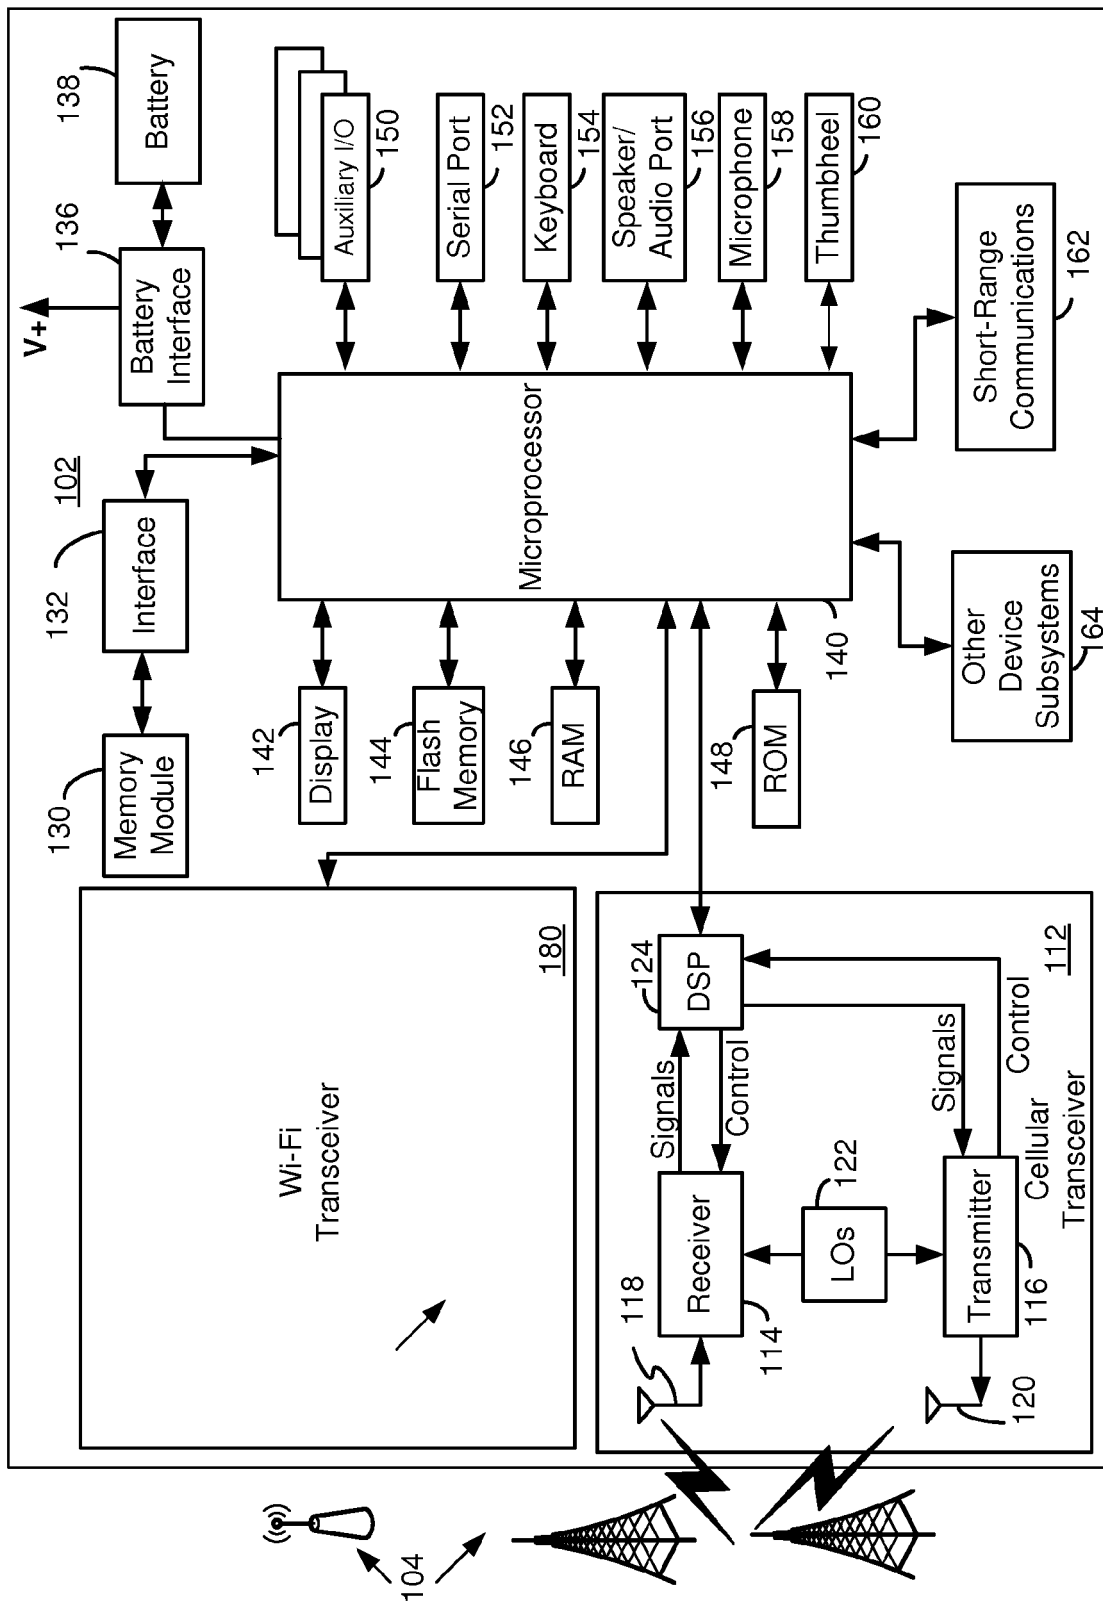 138
Battery
136
Battery
Interface
V+
102
132
Interface
130
Memory
Module
Auxiliary I/O
150
Serial Port
152
Keyboard
154
Speaker/
Audio Port
156
Microphone
158
Thumbheel
160
Microprocessor
140
142
Display
144
Flash
Memory
146
RAM
148
ROM
Short-Range
Communications
162
Other
Device
Subsystems
164
Wi-Fi
Transceiver
180
124
DSP
Signals
Control
Signals
Control
112
Cellular
Transceiver
118
Receiver
114
122
LOs
Transmitter
116
120
104